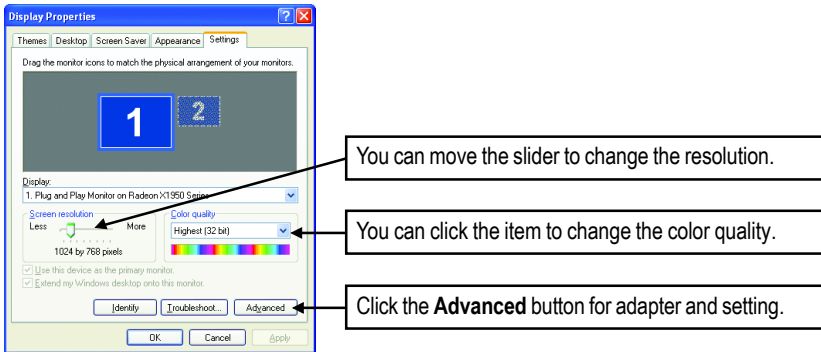 Display Properties
Themes Desktop Screen Saver Appearance Settings
Drag the monitor icons to match the physical arrangement of your monitors.
1 2
Display:
1. Plug and Play Monitor on Radeon X1950 Series
Screen resolution
Less More
1024 by 768 pixels
Color quality
Highest (32 bit)
Use this device as the primary monitor.
Extend my Windows desktop onto this monitor.
Identify Troubleshoot... Advanced
OK Cancel Apply
You can move the slider to change the resolution.
You can click the item to change the color quality.
Click the Advanced button for adapter and setting.